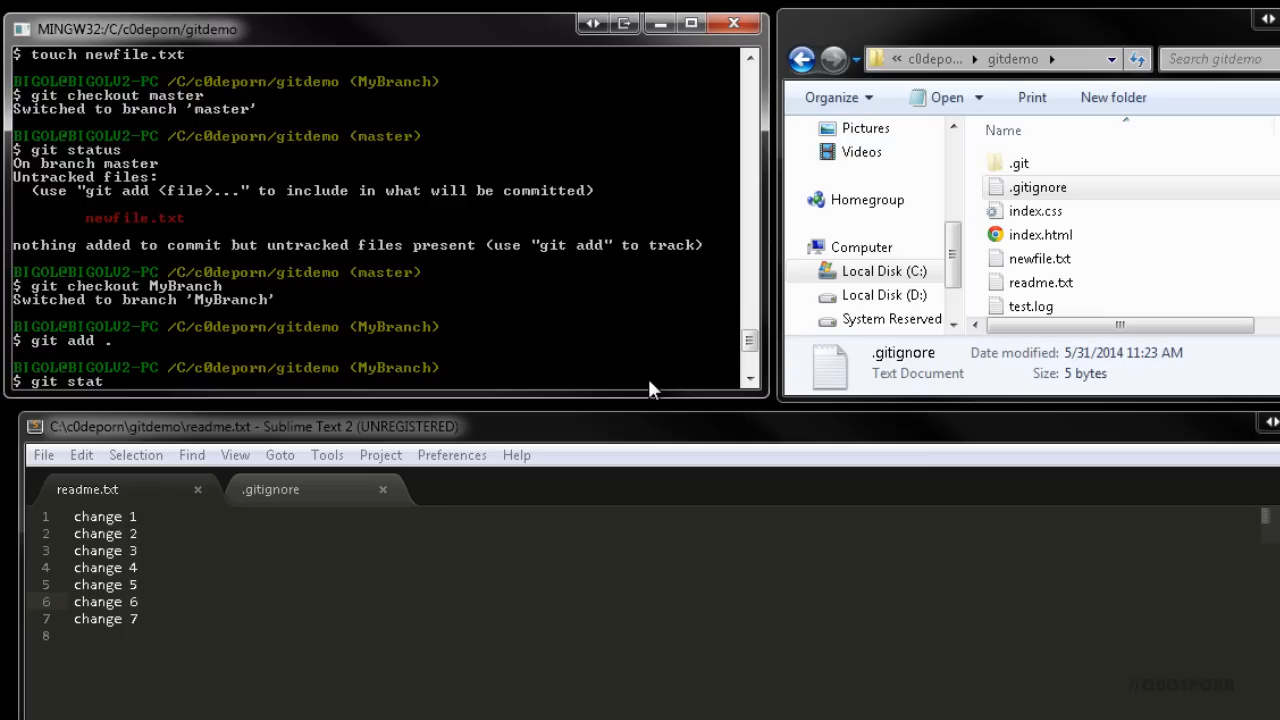 MINGW32:/C/c0deporn/gitdemo
$ touch newfile.txt
BIGOL@BIGOLU2-PC /C/c0deporn/gitdemo (MyBranch)
$ git checkout master
Switched to branch 'master'
BIGOL@BIGOLU2-PC /C/c0deporn/gitdemo (master)
$ git status
On branch master
Untracked files:
(use "git add <file>..." to include in what will be committed)
newfile.txt
nothing added to commit but untracked files present (use "git add" to track)
BIGOL@BIGOLU2-PC /C/c0deporn/gitdemo (master)
$ git checkout MyBranch
Switched to branch 'MyBranch'
BIGOL@BIGOLU2-PC /C/c0deporn/gitdemo (MyBranch)
$ git add .
BIGOL@BIGOLU2-PC /C/c0deporn/gitdemo (MyBranch)
$ git stat
« c0depo... gitdemo
Search gitdemo
Organize Open Print New folder
Pictures
Videos
Homegroup
Computer
Local Disk (C:)
Local Disk (D:)
System Reserved
Name
.git
.gitignore
index.css
index.html
newfile.txt
readme.txt
test.log
.gitignore Date modified: 5/31/2014 11:23 AM
Text Document Size: 5 bytes
C:\c0deporn\gitdemo\readme.txt - Sublime Text 2 (UNREGISTERED)
File Edit Selection Find View Goto Tools Project Preferences Help
readme.txt .gitignore
1 change 1
2 change 2
3 change 3
4 change 4
5 change 5
6 change 6
7 change 7
8
//C0DEPORN